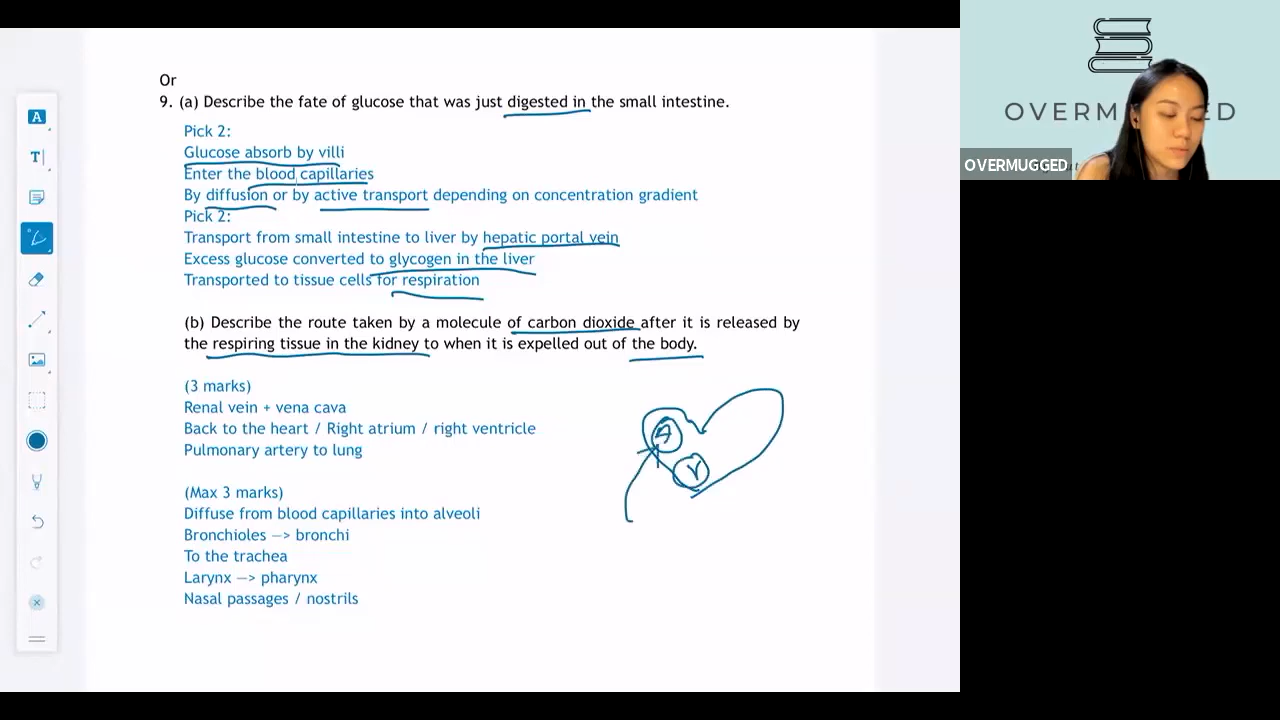 Or
9. (a) Describe the fate of glucose that was just digested in the small intestine.
Pick 2:
Glucose absorb by villi
Enter the blood capillaries
By diffusion or by active transport depending on concentration gradient
Pick 2:
Transport from small intestine to liver by hepatic portal vein
Excess glucose converted to glycogen in the liver
Transported to tissue cells for respiration
(b) Describe the route taken by a molecule of carbon dioxide after it is released by
the respiring tissue in the kidney to when it is expelled out of the body.
(3 marks)
Renal vein + vena cava
Back to the heart / Right atrium / right ventricle
Pulmonary artery to lung
(Max 3 marks)
Diffuse from blood capillaries into alveoli
Bronchioles —> bronchi
To the trachea
Larynx —> pharynx
Nasal passages / nostrils
A
V
A
T
OVERM ED
OVERMUGGED